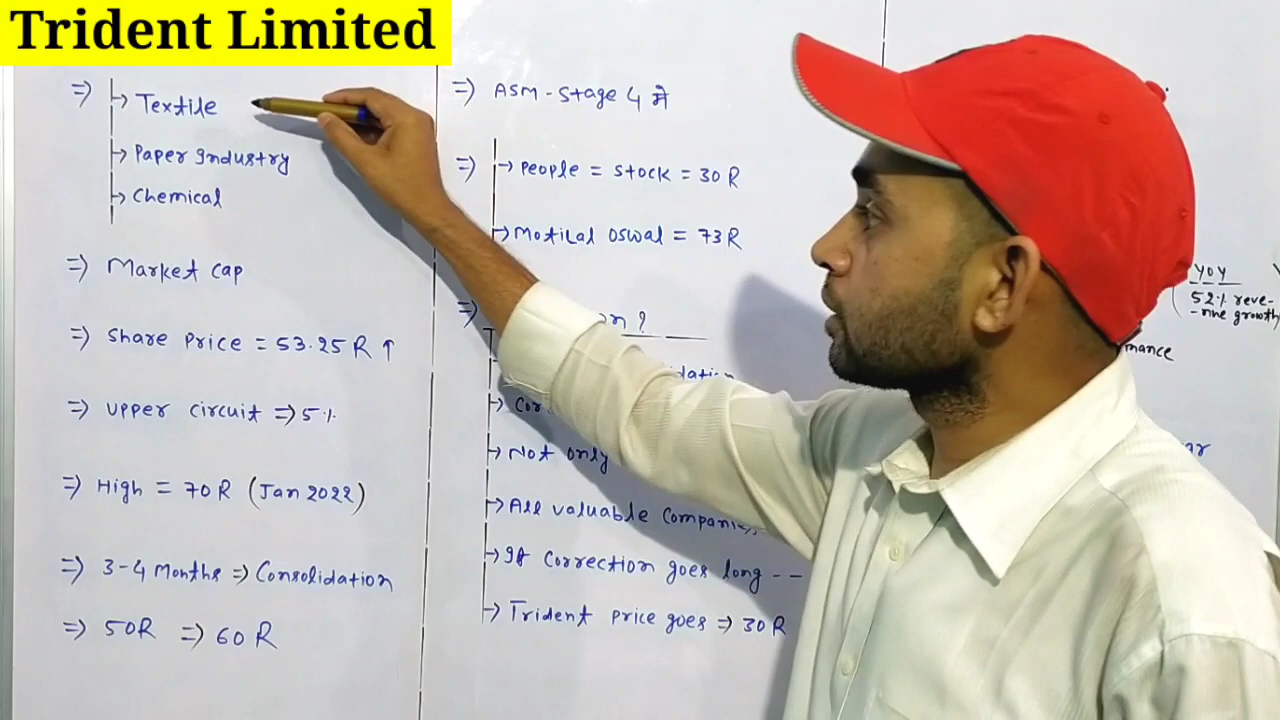 Trident Limited
=> → Textile
→ Paper Industry
→ Chemical
=> Market cap
=> Share Price = 53.25 R ↑
=> Upper circuit => 5%
=> High = 70 R (Jan 2022)
=> 3-4 Months => Consolidation
=> 50R => 60 R
=> ASM - Stage 4 में
=> → People = Stock = 30 R
→ Motilal Oswal = 73 R
=>
→ Not only
→ All valuable Companies
→ If Correction goes long - -
→ Trident Price goes => 30 R
YOY
52% reve-
-nue growth